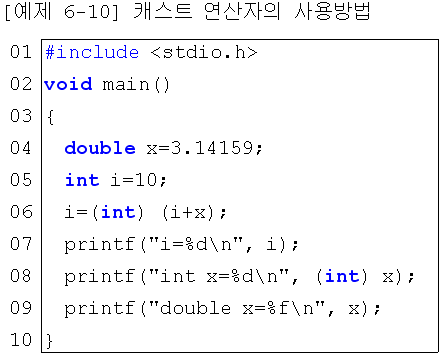 [예제 6-10] 캐스트 연산자의 사용방법
01 #include <stdio.h>
02 void main()
03 {
04 double x=3.14159;
05 int i=10;
06 i=(int) (i+x);
07 printf("i=%d\n", i);
08 printf("int x=%d\n", (int) x);
09 printf("double x=%f\n", x);
10 }